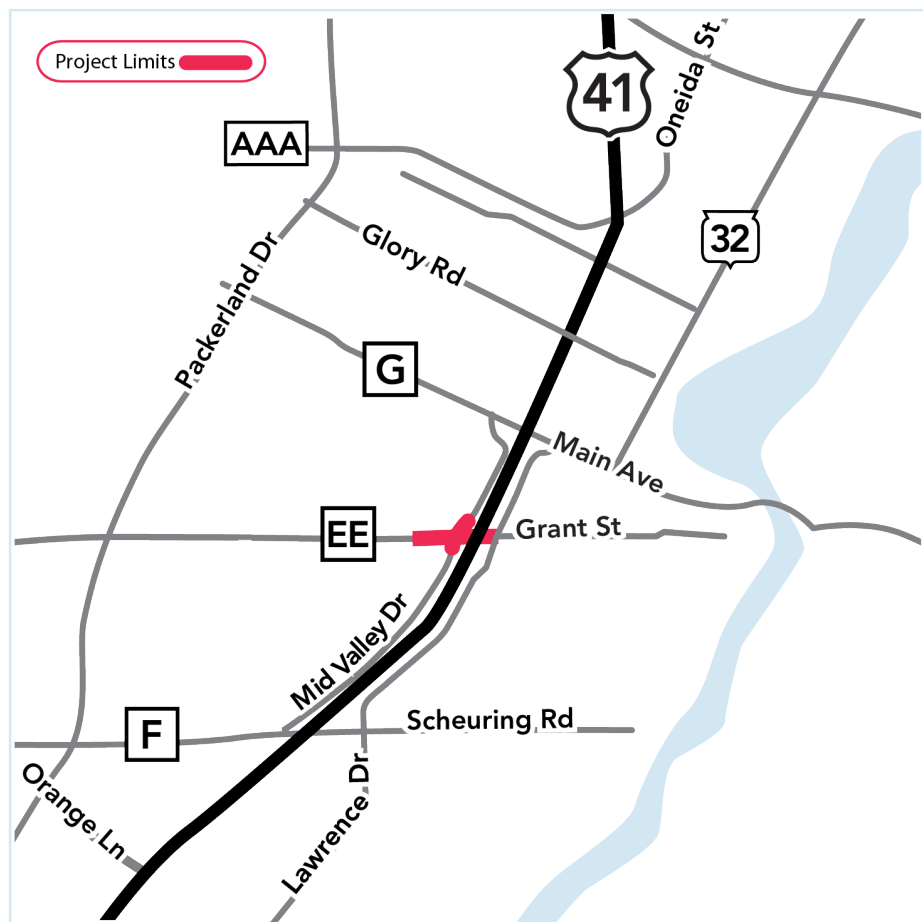 Project Limits
41
Oneida St
AAA
32
Glory Rd
Packerland Dr
G
Main Ave
EE
Grant St
Mid Valley Dr
F
Scheuring Rd
Orange Ln
Lawrence Dr